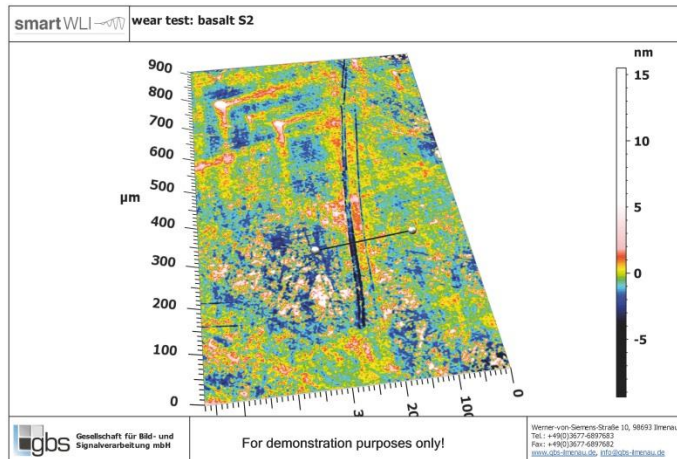 smartWLI
wear test: basalt S2
nm
900
800
700
600
500
400
300
200
100
0
µm
15
10
5
0
-5
100
0
gbs
Gesellschaft für Bild- und
Signalverarbeitung mbH
For demonstration purposes only!
Werner-von-Siemens-Straße 10, 98693 Ilmenau
Tel.: +49(0)3677-6897683
Fax: +49(0)3677-6897682
www.gbs-ilmenau.de, info@gbs-ilmenau.de